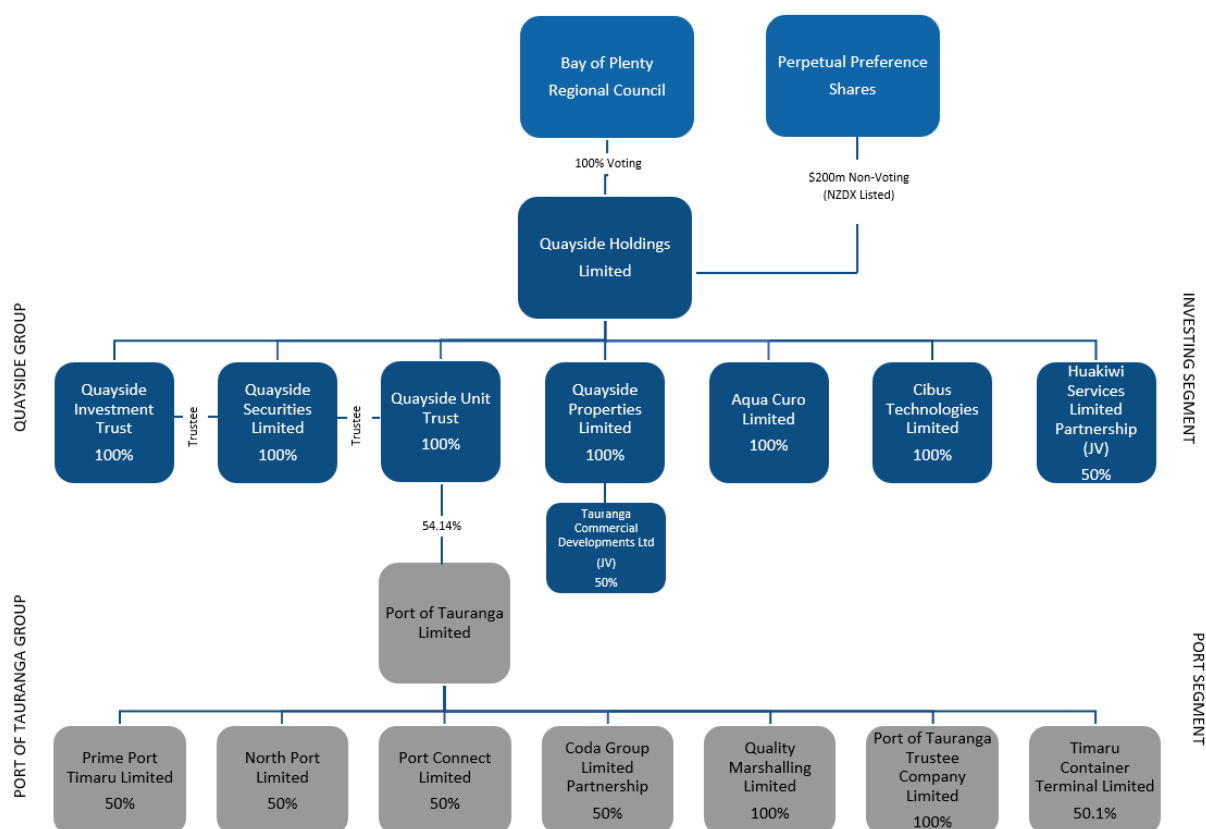 Bay of Plenty
Regional Council
Perpetual Preference
Shares
100% Voting
$200m Non-Voting
(NZDX Listed)
Quayside Holdings
Limited
QUAYSIDE GROUP
INVESTING SEGMENT
Quayside
Investment
Trust
100%
Trustee
Quayside
Securities
Limited
100%
Trustee
Quayside Unit
Trust
100%
Quayside
Properties
Limited
100%
Aqua Curo
Limited
100%
Cibus
Technologies
Limited
100%
Huakiwi
Services
Limited
Partnership
(JV)
50%
54.14%
Tauranga
Commercial
Developments Ltd
(JV)
50%
Port of Tauranga
Limited
PORT OF TAURANGA GROUP
PORT SEGMENT
Prime Port
Timaru Limited
50%
North Port
Limited
50%
Port Connect
Limited
50%
Coda Group
Limited
Partnership
50%
Quality
Marshalling
Limited
100%
Port of Tauranga
Trustee
Company
Limited
100%
Timaru
Container
Terminal Limited
50.1%